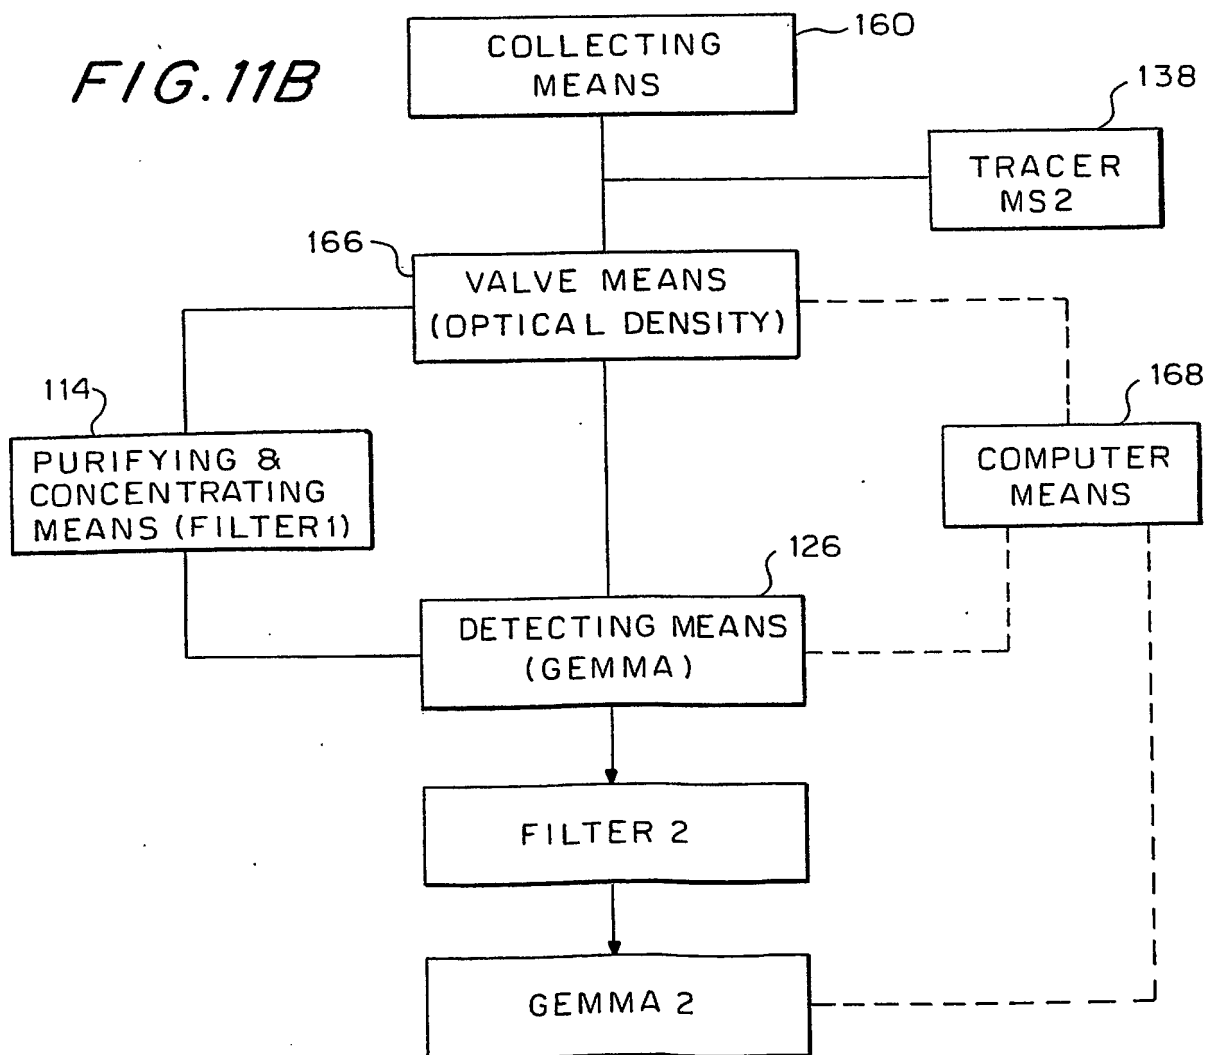 FIG. 11B
COLLECTING
MEANS
160
138
TRACER
MS2
166
VALVE MEANS
(OPTICAL DENSITY)
114
PURIFYING &
CONCENTRATING
MEANS (FILTER1)
168
COMPUTER
MEANS
126
DETECTING MEANS
(GEMMA)
FILTER 2
GEMMA 2